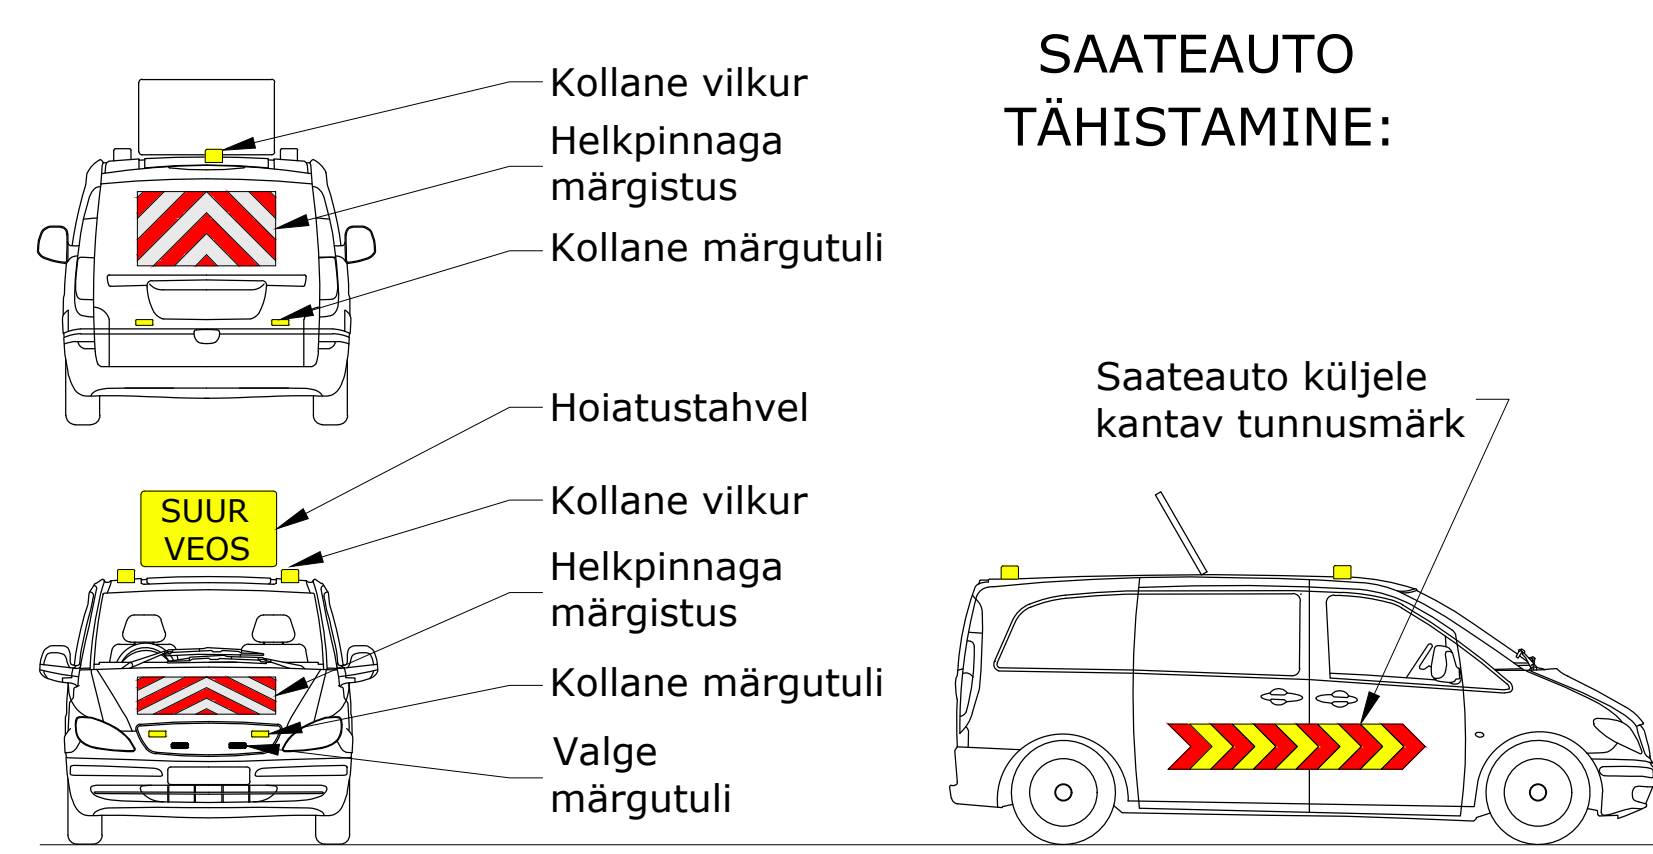 SAATEAUTO
TÄHISTAMINE:
Kollane vilkur
Helkpinnaga
märgistus
Kollane märgutuli
Hoiatustahvel
SUUR
VEOS
Kollane vilkur
Helkpinnaga
märgistus
Kollane märgutuli
Valge
märgutuli
Saateauto küljele
kantav tunnusmärk